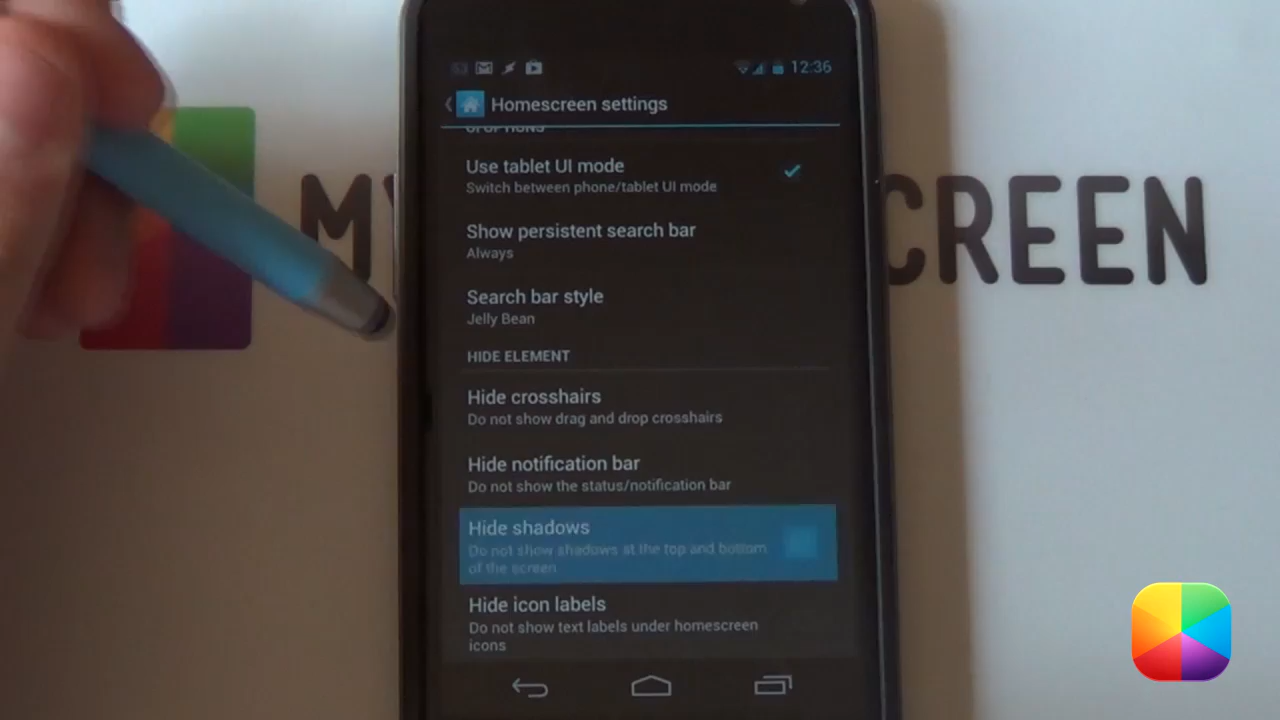 12:36
Homescreen settings
UI OPTIONS
Use tablet UI mode
Switch between phone/tablet UI mode
Show persistent search bar
Always
Search bar style
Jelly Bean
HIDE ELEMENT
Hide crosshairs
Do not show drag and drop crosshairs
Hide notification bar
Do not show the status/notification bar
Hide shadows
Do not show shadows at the top and bottom
of the screen
Hide icon labels
Do not show text labels under homescreen
icons
M
CREEN